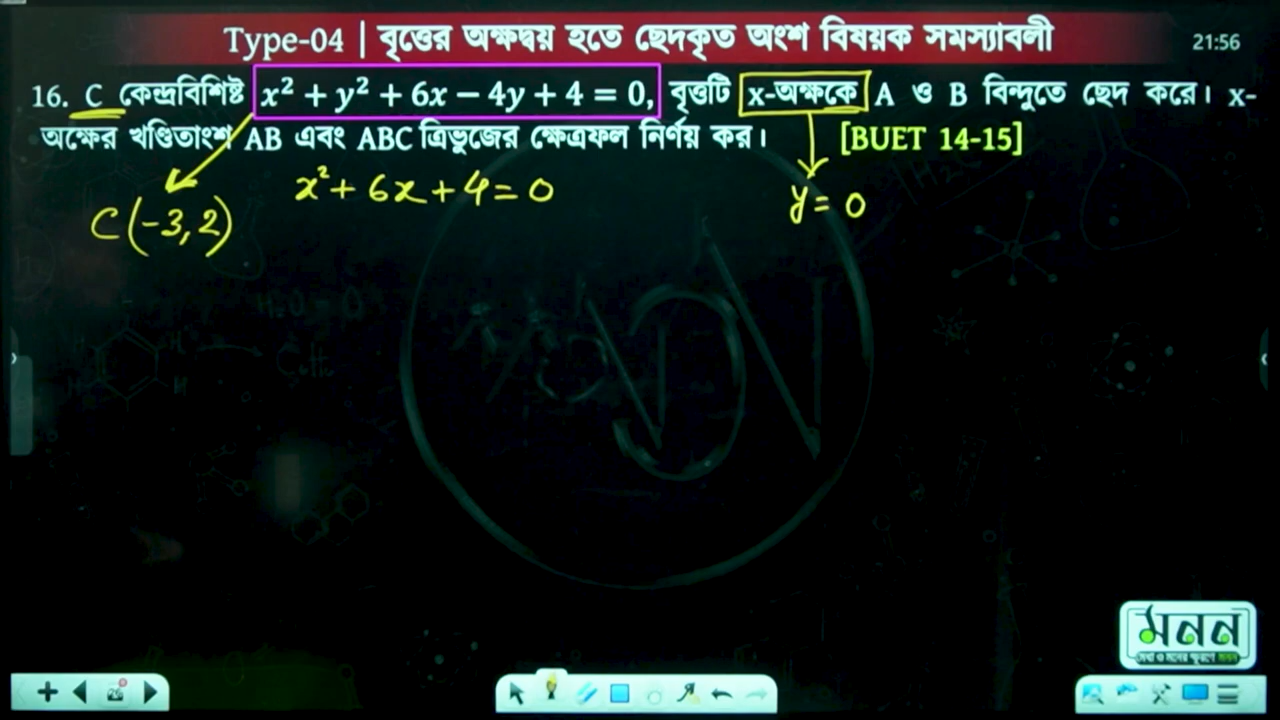 Type-04 | বৃত্তের অক্ষদ্বয় হতে ছেদকৃত অংশ বিষয়ক সমস্যাবলী
21:56
16. C কেন্দ্রবিশিষ্ট x² + y² + 6x − 4y + 4 = 0, বৃত্তটি x-অক্ষকে A ও B বিন্দুতে ছেদ করে। x-
অক্ষের খণ্ডিতাংশ AB এবং ABC ত্রিভুজের ক্ষেত্রফল নির্ণয় কর। [BUET 14-15]
x² + 6x + 4 = 0
y = 0
C (-3, 2)
মনন